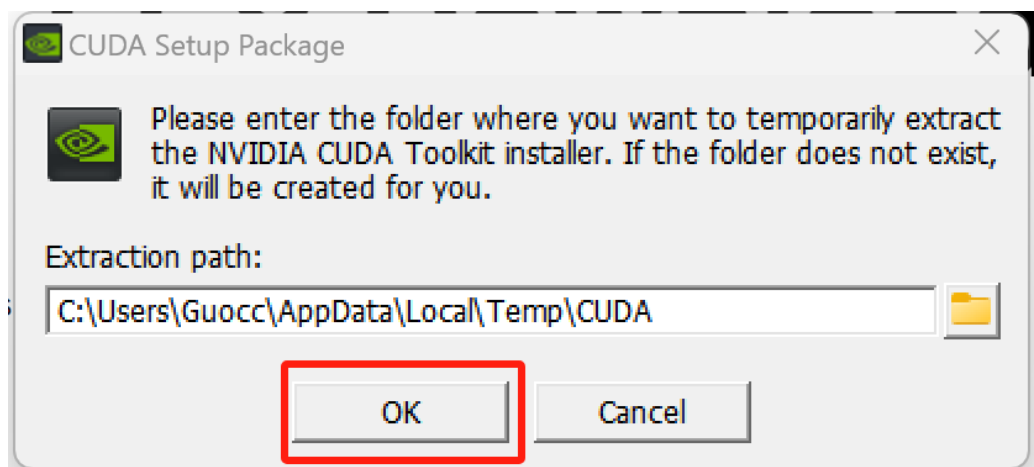 CUDA Setup Package
Please enter the folder where you want to temporarily extract
the NVIDIA CUDA Toolkit installer. If the folder does not exist,
it will be created for you.
Extraction path:
C:\Users\Guocc\AppData\Local\Temp\CUDA
OK
Cancel